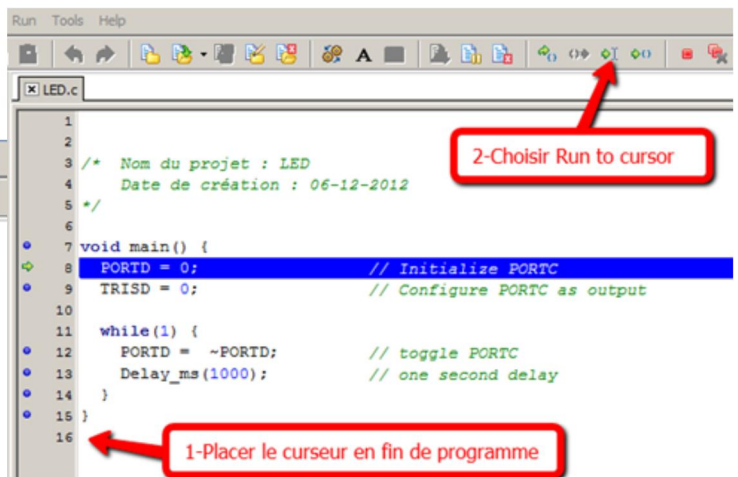 Run Tools Help
LED.c
1
2
3 /* Nom du projet : LED
4 Date de création : 06-12-2012
5 */
6
7 void main() {
8 PORTD = 0; // Initialize PORTC
9 TRISD = 0; // Configure PORTC as output
10
11 while(1) {
12 PORTD = ~PORTD; // toggle PORTC
13 Delay_ms(1000); // one second delay
14 }
15 }
16
2-Choisir Run to cursor
1-Placer le curseur en fin de programme